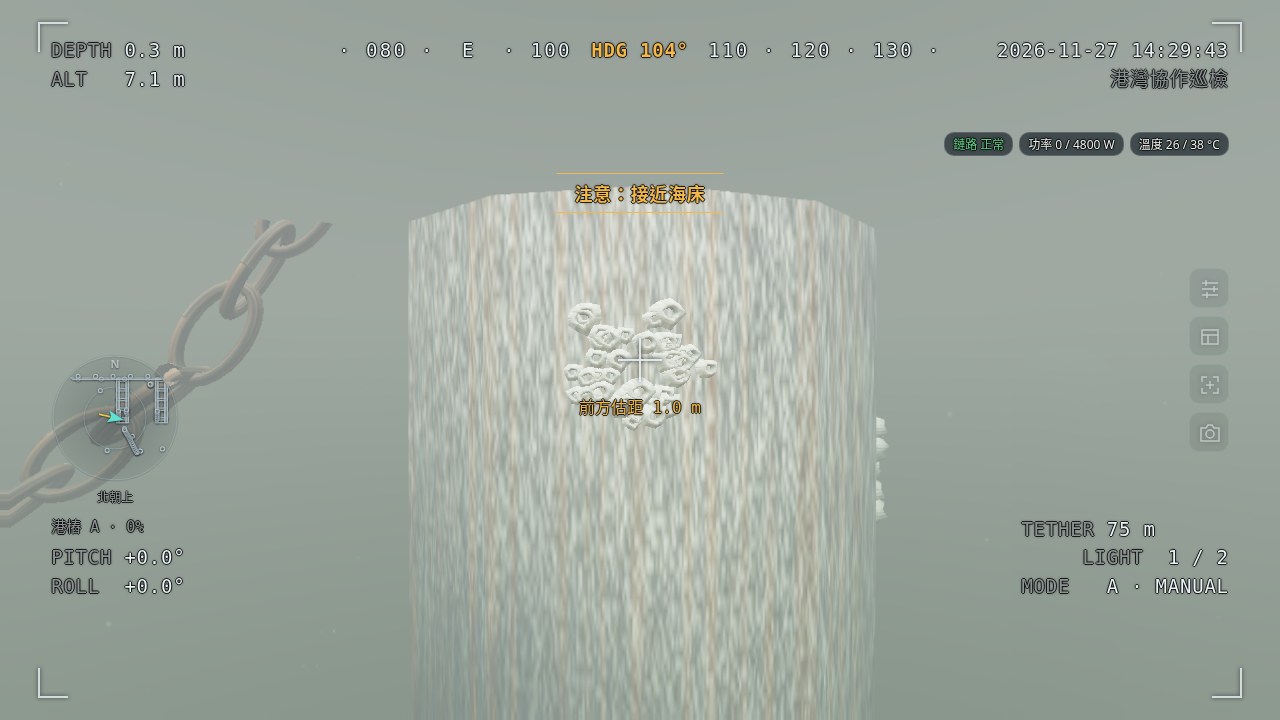 DEPTH 0.3 m
ALT 7.1 m
· 080 · E · 100 HDG 104° 110 · 120 · 130 ·
2026-11-27 14:29:43
港灣協作巡檢
鏈路 正常
功率 0 / 4800 W
溫度 26 / 38 °C
注意：接近海床
前方估距 1.0 m
N
北朝上
港樁 A · 0%
PITCH +0.0°
ROLL +0.0°
TETHER 75 m
LIGHT 1 / 2
MODE A · MANUAL